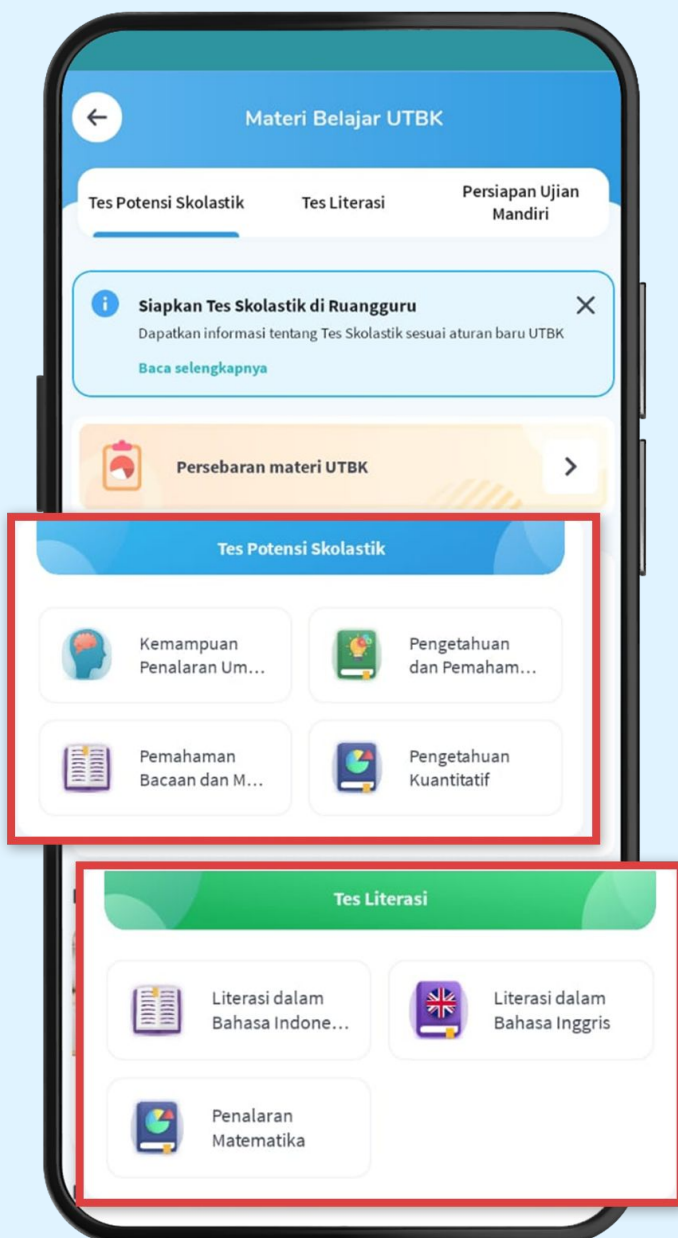 Materi Belajar UTBK
Tes Potensi Skolastik
Tes Literasi
Persiapan Ujian
Mandiri
Siapkan Tes Skolastik di Ruangguru
Dapatkan informasi tentang Tes Skolastik sesuai aturan baru UTBK
Baca selengkapnya
Persebaran materi UTBK
Tes Potensi Skolastik
Kemampuan
Penalaran Um...
Pengetahuan
dan Pemaham...
Pemahaman
Bacaan dan M...
Pengetahuan
Kuantitatif
Tes Literasi
Literasi dalam
Bahasa Indone...
Literasi dalam
Bahasa Inggris
Penalaran
Matematika